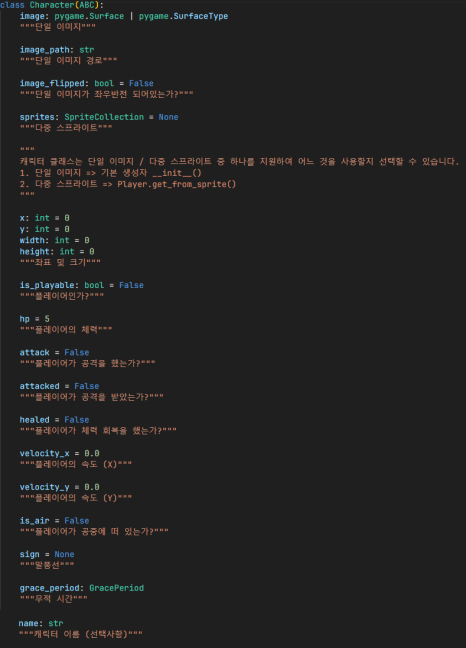 class Character(ABC):
image: pygame.Surface | pygame.SurfaceType
"""단일 이미지"""
image_path: str
"""단일 이미지 경로"""
image_flipped: bool = False
"""단일 이미지가 좌우반전 되어있는가?"""
sprites: SpriteCollection = None
"""다중 스프라이트"""
"""
캐릭터 클래스는 단일 이미지 / 다중 스프라이트 중 하나를 지원하여 어느 것을 사용할지 선택할 수 있습니다.
1. 단일 이미지 => 기본 생성자 __init__()
2. 다중 스프라이트 => Player.get_from_sprite()
"""
x: int = 0
y: int = 0
width: int = 0
height: int = 0
"""좌표 및 크기"""
is_playable: bool = False
"""플레이어인가?"""
hp = 5
"""플레이어의 체력"""
attack = False
"""플레이어가 공격을 했는가?"""
attacked = False
"""플레이어가 공격을 받았는가?"""
healed = False
"""플레이어가 체력 회복을 했는가?"""
velocity_x = 0.0
"""플레이어의 속도 (X)"""
velocity_y = 0.0
"""플레이어의 속도 (Y)"""
is_air = False
"""플레이어가 공중에 떠 있는가?"""
sign = None
"""말풍선"""
grace_period: GracePeriod
"""무적 시간"""
name: str
"""캐릭터 이름 (선택사항)"""